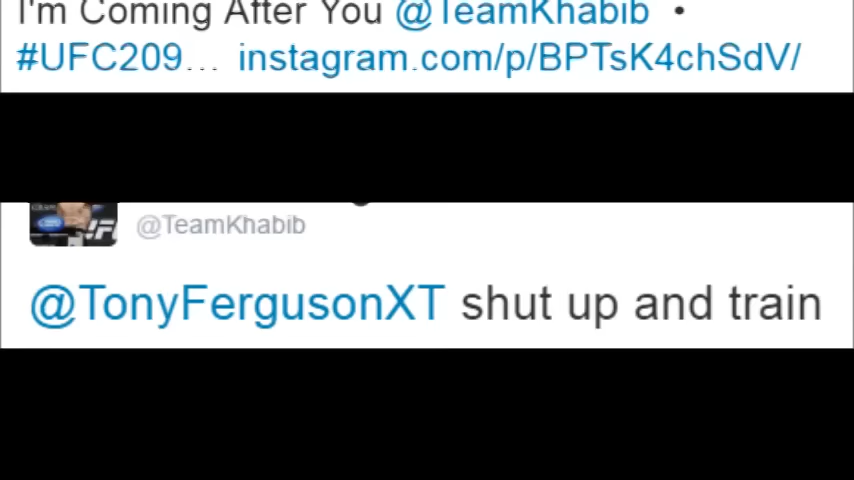 I'm Coming After You @TeamKhabib •
#UFC209... instagram.com/p/BPTsK4chSdV/
@TeamKhabib
@TonyFergusonXT shut up and train